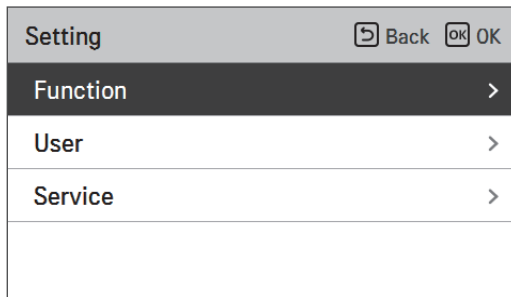 Setting Back OK OK
Function >
User >
Service >